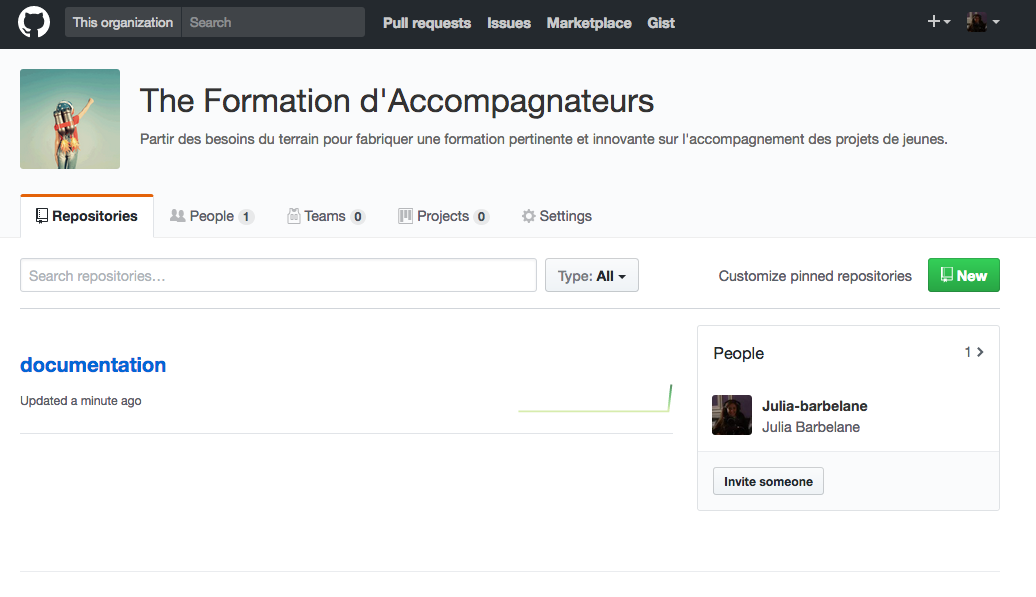 This organization Search Pull requests Issues Marketplace Gist
The Formation d'Accompagnateurs
Partir des besoins du terrain pour fabriquer une formation pertinente et innovante sur l'accompagnement des projets de jeunes.
Repositories People 1 Teams 0 Projects 0 Settings
Search repositories… Type: All Customize pinned repositories New
documentation
Updated a minute ago
People 1
Julia-barbelane
Julia Barbelane
Invite someone